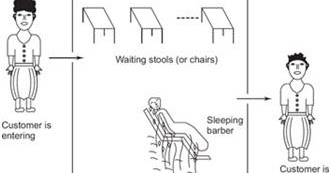 Waiting stools (or chairs)
Customer is
entering
Sleeping
barber
Customer is